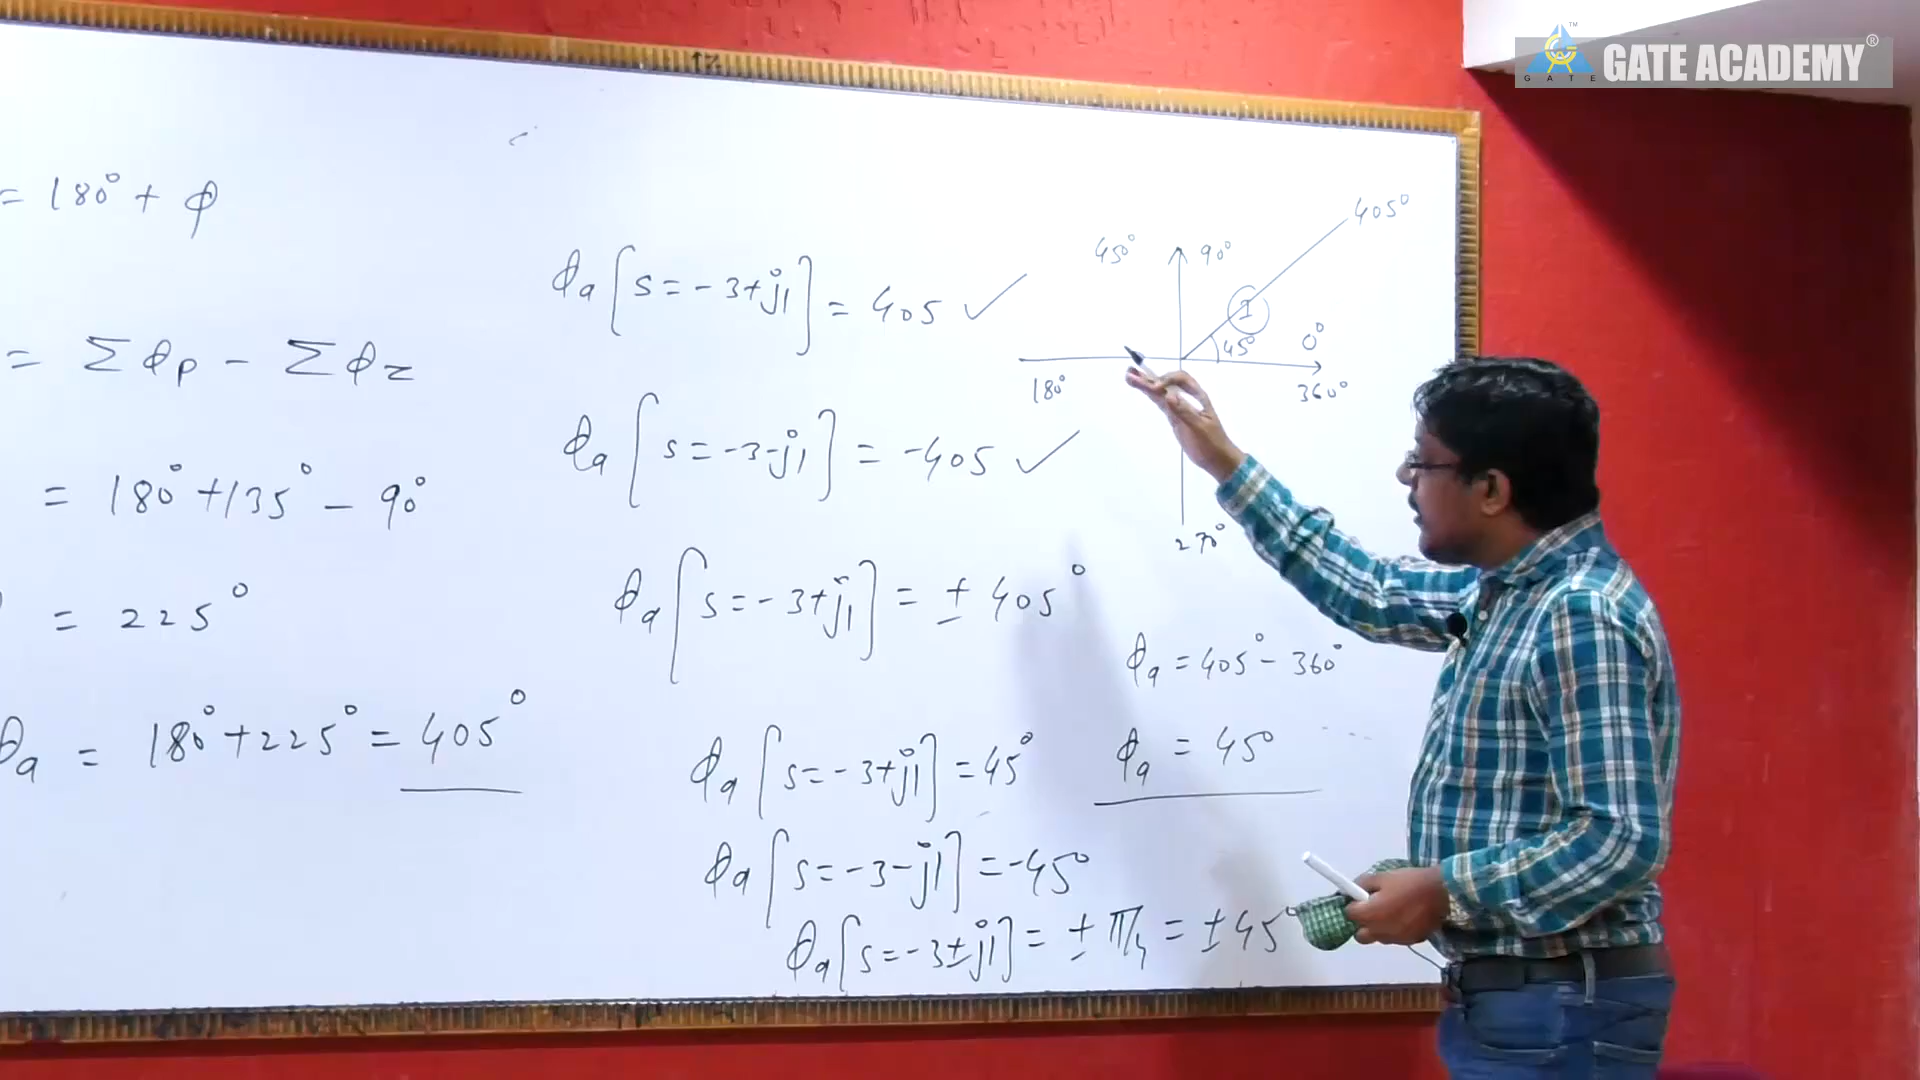 GATE ACADEMY®
GATE
™
= 180° + ϕ
= Σϕp - Σϕz
= 180° + 135° - 90°
= 225°
ϕa = 180° + 225° = 405°
ϕa [s = -3+j1] = 405 ✓
ϕa [s = -3-j1] = -405 ✓
ϕa [s = -3+j1] = ± 405°
ϕa [s = -3+j1] = 45°
ϕa [s = -3-j1] = -45°
ϕa [s = -3±j1] = ± π/4 = ±45°
405°
45° 90°
I
45° 0°
180° 360°
270°
ϕa = 405° - 360°
ϕa = 45°